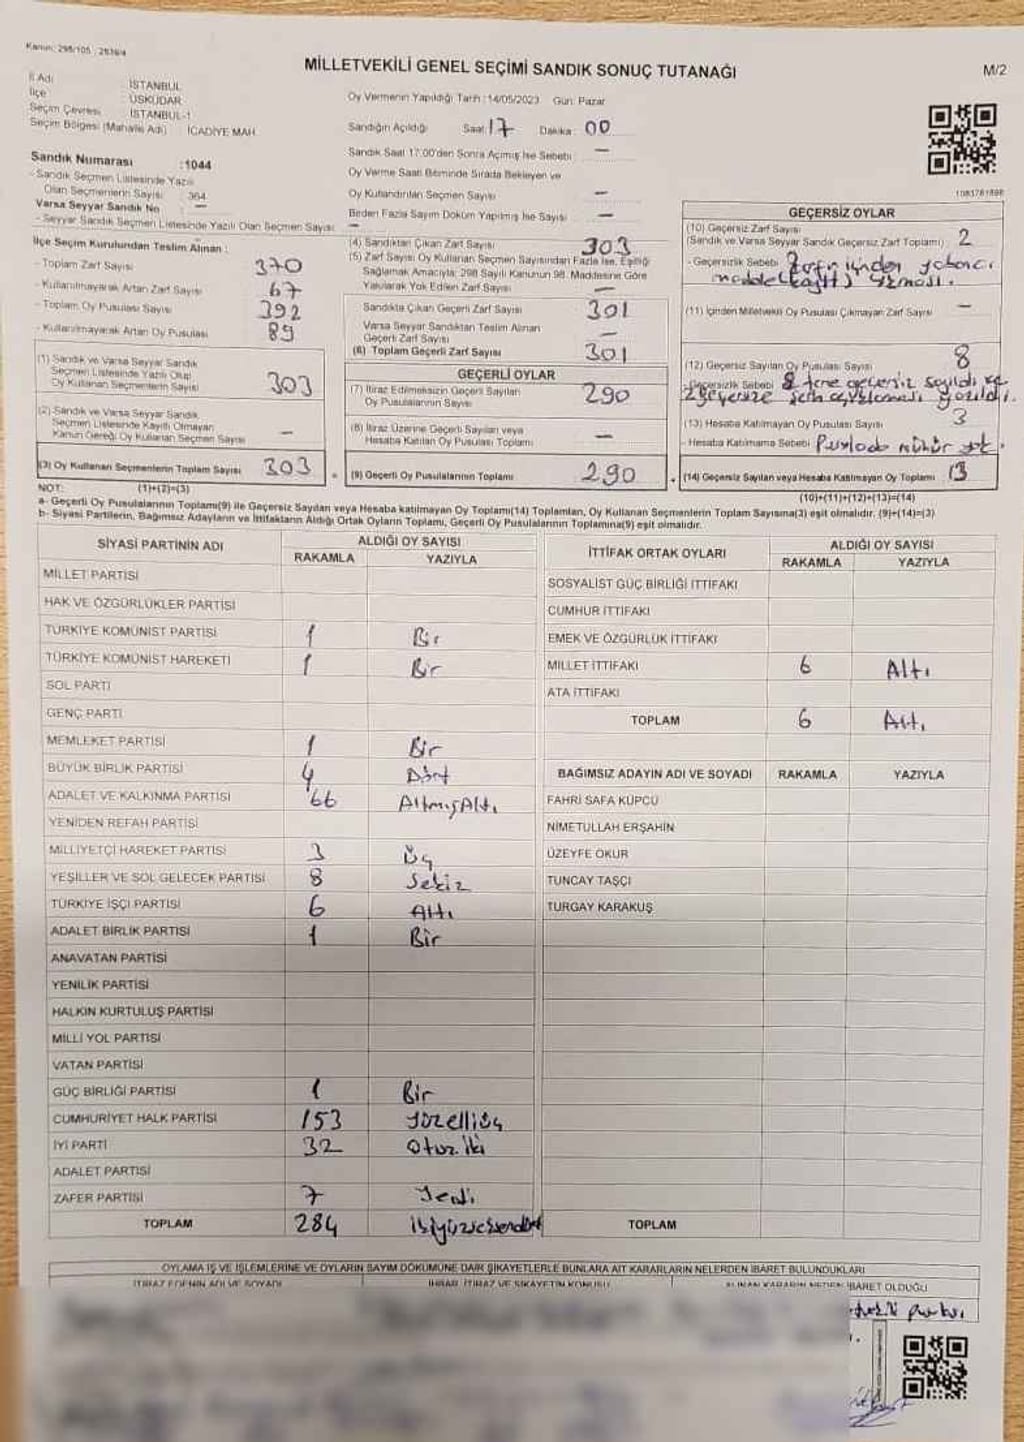 Kanun: 298/105, 2839/4
MİLLETVEKİLİ GENEL SEÇİMİ SANDIK SONUÇ TUTANAĞI
M/2
İl Adı : İSTANBUL
İlçe : ÜSKÜDAR
Seçim Çevresi : İSTANBUL-1
Seçim Bölgesi (Mahalle Adı) : İCADİYE MAH.
Oy Vermenin Yapıldığı Tarih : 14/05/2023 Gün: Pazar
Sandığın Açıldığı Saat: 17 Dakika: 00
Sandık Saat 17:00'den Sonra Açılmış İse Sebebi : —
Oy Verme Saati Bitiminde Sırada Bekleyen ve
Oy Kullandırılan Seçmen Sayısı —
Birden Fazla Sayım Döküm Yapılmış İse Sayısı —
1083761898
Sandık Numarası :1044
- Sandık Seçmen Listesinde Yazılı
Olan Seçmenlerin Sayısı : 364
Varsa Seyyar Sandık No —
- Seyyar Sandık Seçmen Listesinde Yazılı Olan Seçmen Sayısı —
İlçe Seçim Kurulundan Teslim Alınan :
- Toplam Zarf Sayısı 370
- Kullanılmayarak Artan Zarf Sayısı 67
- Toplam Oy Pusulası Sayısı 392
- Kullanılmayarak Artan Oy Pusulası 89
(1) Sandık ve Varsa Seyyar Sandık
Seçmen Listesinde Yazılı Olup
Oy Kullanan Seçmenlerin Sayısı 303
(2) Sandık ve Varsa Seyyar Sandık
Seçmen Listesinde Kayıtlı Olmayan
Kanun Gereği Oy Kullanan Seçmen Sayısı —
(3) Oy Kullanan Seçmenlerin Toplam Sayısı 303
(1)+(2)=(3)
(4) Sandıktan Çıkan Zarf Sayısı 303
(5) Zarf Sayısı Oy Kullanan Seçmen Sayısından Fazla İse, Eşitliği
Sağlamak Amacıyla; 298 Sayılı Kanunun 98. Maddesine Göre
Yakılarak Yok Edilen Zarf Sayısı —
Sandıkta Çıkan Geçerli Zarf Sayısı 301
Varsa Seyyar Sandıktan Teslim Alınan
Geçerli Zarf Sayısı —
(6) Toplam Geçerli Zarf Sayısı 301
GEÇERLİ OYLAR
(7) İtiraz Edilmeksizin Geçerli Sayılan
Oy Pusulalarının Sayısı 290
(8) İtiraz Üzerine Geçerli Sayılan veya
Hesaba Katılan Oy Pusulası Toplamı —
(9) Geçerli Oy Pusulalarının Toplamı 290
GEÇERSİZ OYLAR
(10) Geçersiz Zarf Sayısı
(Sandık ve Varsa Seyyar Sandık Geçersiz Zarf Toplamı) : 2
- Geçersizlik Sebebi Zarfın içinden yabancı
madde(kağıt) çıkması.
(11) İçinden Milletvekili Oy Pusulası Çıkmayan Zarf Sayısı —
(12) Geçersiz Sayılan Oy Pusulası Sayısı 8
- Geçersizlik Sebebi 8 tane geçersiz sayıldı ve
geçersize şerh açıklaması yazıldı.
(13) Hesaba Katılmayan Oy Pusulası Sayısı 3
- Hesaba Katılmama Sebebi Puslada mühür yok.
(14) Geçersiz Sayılan veya Hesaba Katılmayan Oy Toplamı 13
(10)+(11)+(12)+(13)=(14)
NOT:
a- Geçerli Oy Pusulalarının Toplamı(9) ile Geçersiz Sayılan veya Hesaba katılmayan Oy Toplamı(14) Toplamları, Oy Kullanan Seçmenlerin Toplam Sayısına(3) eşit olmalıdır. (9)+(14)=(3)
b- Siyasi Partilerin, Bağımsız Adayların ve İttifakların Aldığı Ortak Oyların Toplamı, Geçerli Oy Pusulalarının Toplamına(9) eşit olmalıdır.
SİYASİ PARTİNİN ADI ALDIĞI OY SAYISI
RAKAMLA YAZIYLA
MİLLET PARTİSİ
HAK VE ÖZGÜRLÜKLER PARTİSİ
TÜRKİYE KOMÜNİST PARTİSİ 1 Bir
TÜRKİYE KOMÜNİST HAREKETİ 1 Bir
SOL PARTİ
GENÇ PARTİ
MEMLEKET PARTİSİ 1 Bir
BÜYÜK BİRLİK PARTİSİ 4 Dört
ADALET VE KALKINMA PARTİSİ 66 AltmışAltı
YENİDEN REFAH PARTİSİ
MİLLİYETÇİ HAREKET PARTİSİ 3 Üç
YEŞİLLER VE SOL GELECEK PARTİSİ 8 Sekiz
TÜRKİYE İŞÇİ PARTİSİ 6 Altı
ADALET BİRLİK PARTİSİ 1 Bir
ANAVATAN PARTİSİ
YENİLİK PARTİSİ
HALKIN KURTULUŞ PARTİSİ
MİLLİ YOL PARTİSİ
VATAN PARTİSİ
GÜÇ BİRLİĞİ PARTİSİ 1 Bir
CUMHURİYET HALK PARTİSİ 153 yüzelliüç
İYİ PARTİ 32 Otuz iki
ADALET PARTİSİ
ZAFER PARTİSİ 7 Yedi
TOPLAM 284 ikiyüzseksendört
İTTİFAK ORTAK OYLARI ALDIĞI OY SAYISI
RAKAMLA YAZIYLA
SOSYALİST GÜÇ BİRLİĞİ İTTİFAKI
CUMHUR İTTİFAKI
EMEK VE ÖZGÜRLÜK İTTİFAKI
MİLLET İTTİFAKI 6 Altı
ATA İTTİFAKI
TOPLAM 6 Altı
BAĞIMSIZ ADAYIN ADI VE SOYADI RAKAMLA YAZIYLA
FAHRİ SAFA KÜPCÜ
NİMETULLAH ERŞAHİN
ÜZEYFE OKUR
TUNCAY TAŞÇI
TURGAY KARAKUŞ
TOPLAM
OYLAMA İŞ VE İŞLEMLERİNE VE OYLARIN SAYIM DÖKÜMÜNE DAİR ŞİKAYETLERLE BUNLARA AİT KARARLARIN NELERDEN İBARET BULUNDUKLARI
İTİRAZ EDENİN ADI VE SOYADI İHBAR, İTİRAZ VE ŞİKAYETİN KONUSU ALINAN KARARIN NEDEN İBARET OLDUĞU